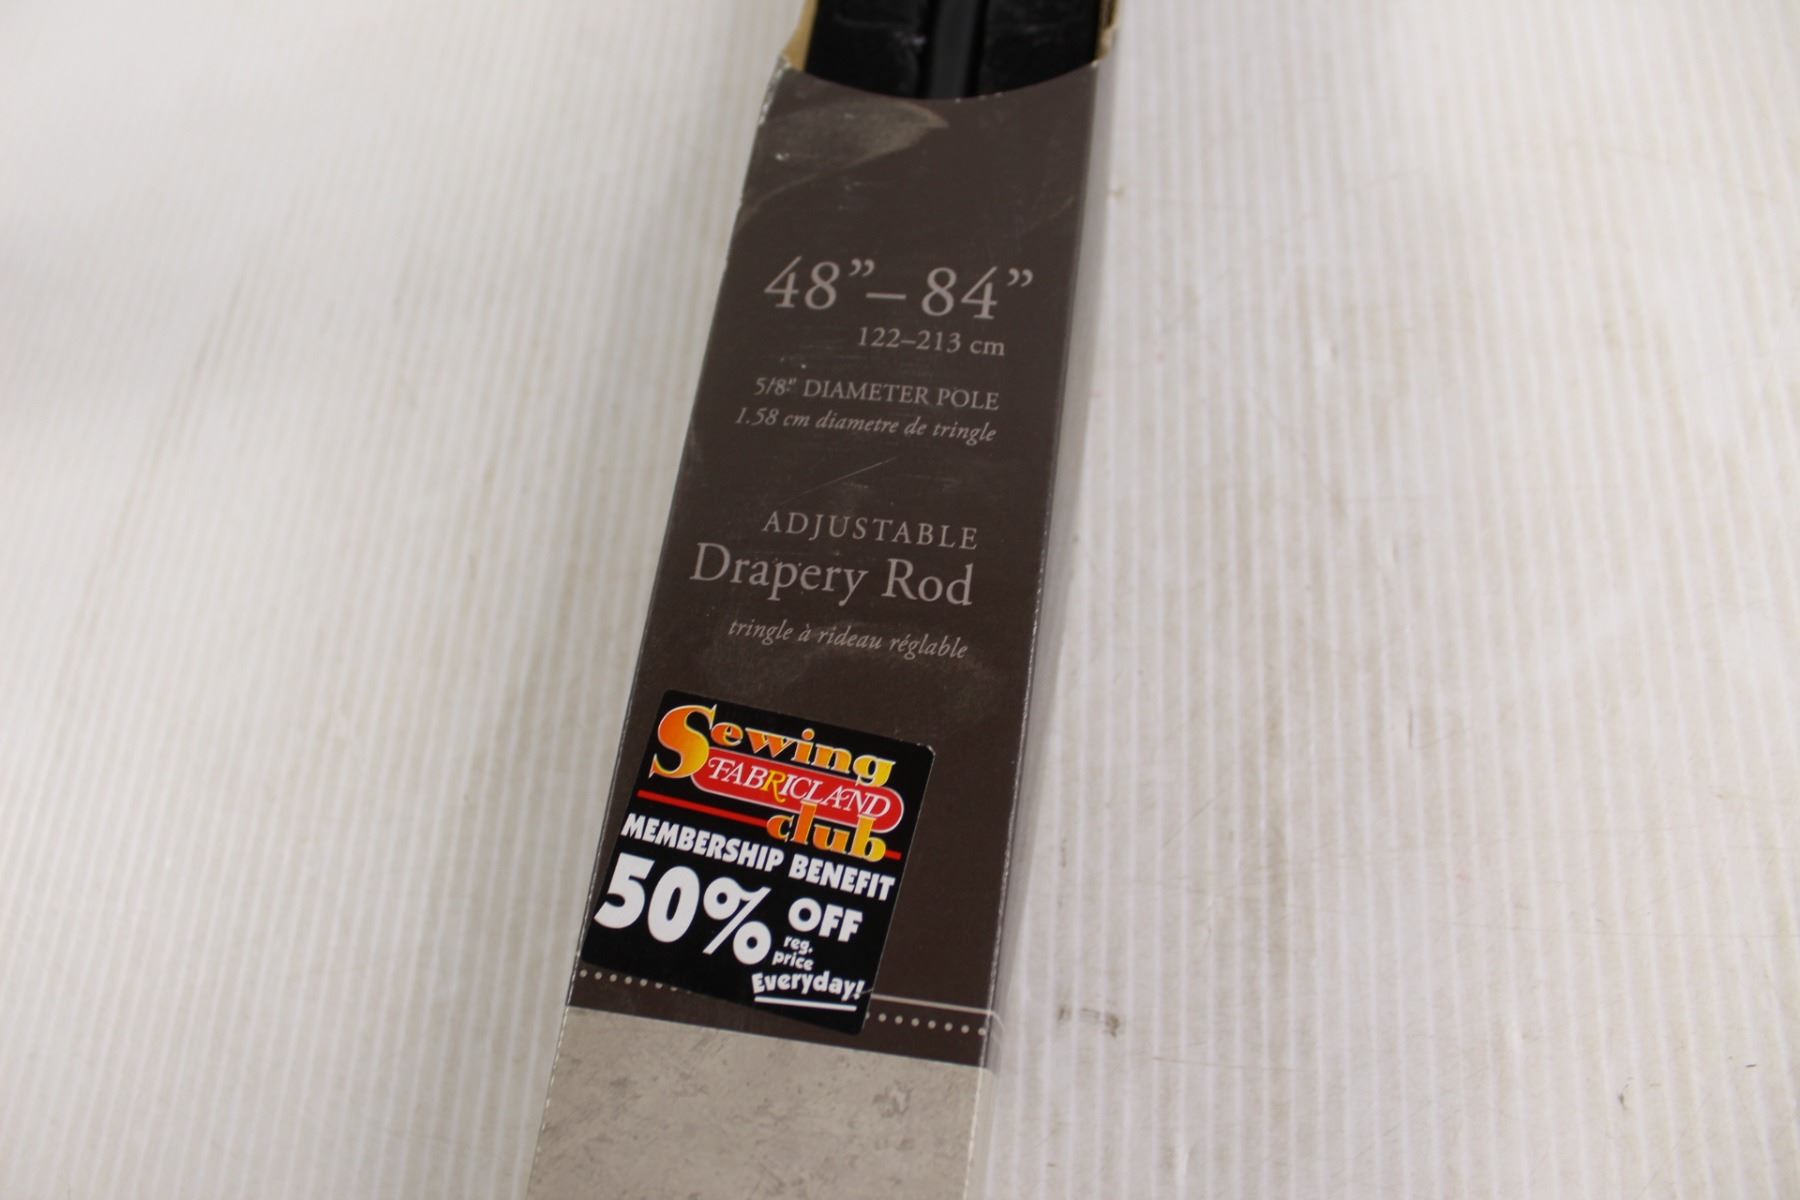 48”– 84”
122–213 cm
5/8" DIAMETER POLE
1.58 cm diametre de tringle
ADJUSTABLE
Drapery Rod
tringle à rideau réglable
Sewing
FABRICLAND
club
MEMBERSHIP BENEFIT
50% OFF
reg.
price
Everyday!